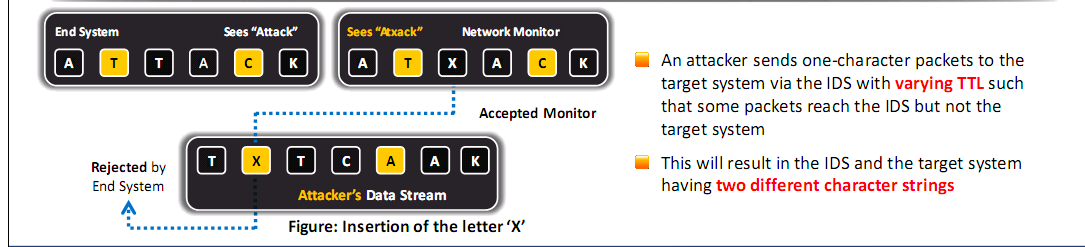 End System Sees “Attack”
A T T A C K
Sees “Atxack” Network Monitor
A T X A C K
Accepted Monitor
T X T C A A K
Attacker’s Data Stream
Rejected by
End System
Figure: Insertion of the letter ‘X’
An attacker sends one-character packets to the
target system via the IDS with varying TTL such
that some packets reach the IDS but not the
target system
This will result in the IDS and the target system
having two different character strings